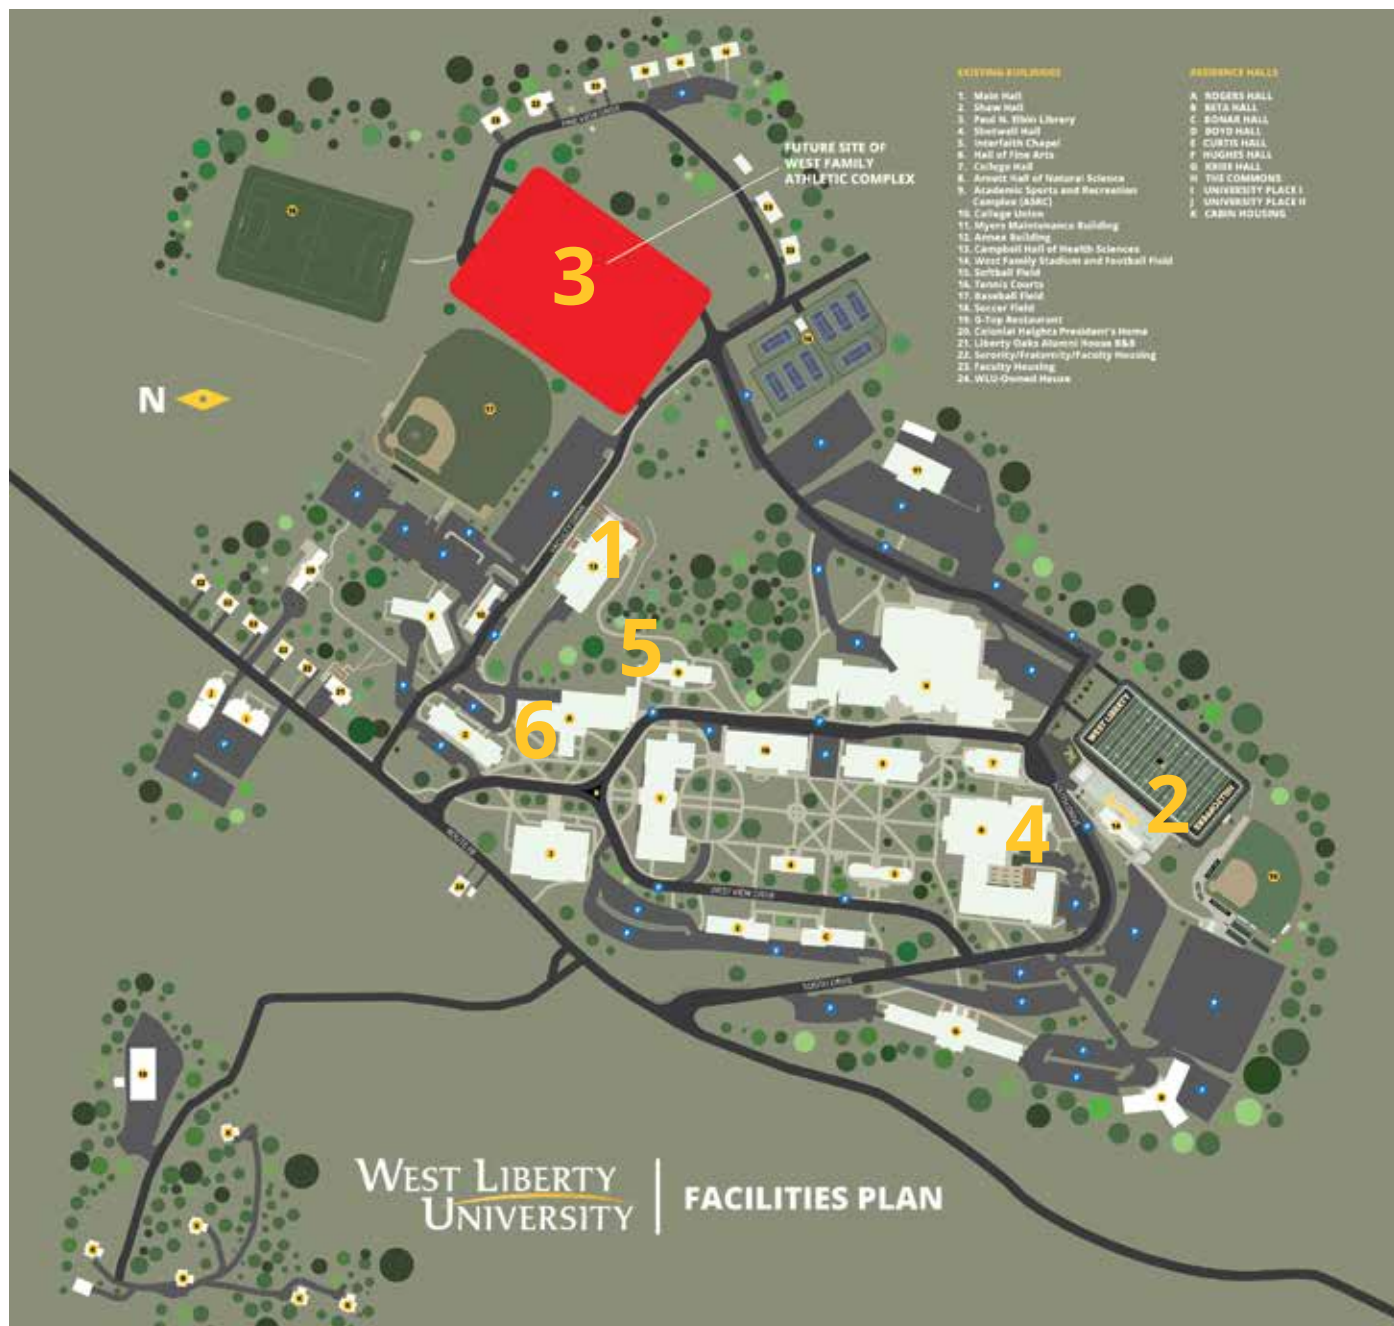 EXISTING BUILDINGS
1. Main Hall
2. Shaw Hall
3. Paul N. Elbin Library
4. Shotwell Hall
5. Interfaith Chapel
6. Hall of Fine Arts
7. College Hall
8. Arnett Hall of Natural Science
9. Academic Sports and Recreation
Complex (ASRC)
10. College Union
11. Myers Maintenance Building
12. Annex Building
13. Campbell Hall of Health Sciences
14. West Family Stadium and Football Field
15. Softball Field
16. Tennis Courts
17. Baseball Field
18. Soccer Field
19. G-Top Restaurant
20. Colonial Heights President's Home
21. Liberty Oaks Alumni House B&B
22. Sorority/Fraternity/Faculty Housing
23. Faculty Housing
24. WLU-Owned House
RESIDENCE HALLS
A ROGERS HALL
B BETA HALL
C BONAR HALL
D BOYD HALL
E CURTIS HALL
F HUGHES HALL
G KRISE HALL
H THE COMMONS
I UNIVERSITY PLACE I
J UNIVERSITY PLACE II
K CABIN HOUSING
FUTURE SITE OF
WEST FAMILY
ATHLETIC COMPLEX
3
N
1
5
6
WEST LIBERTY
HILLTOPPERS
2
4
WEST LIBERTY
UNIVERSITY
FACILITIES PLAN